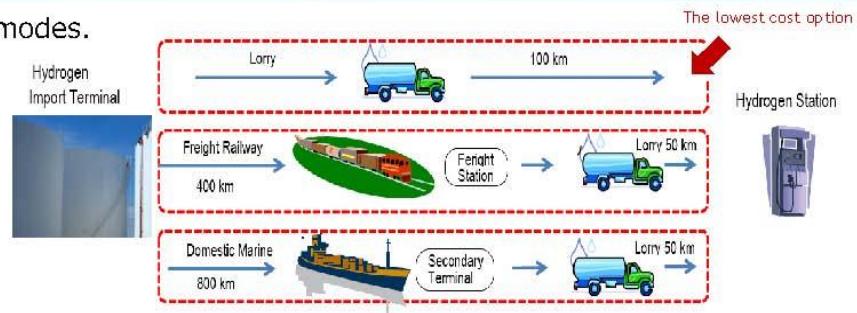 modes.
The lowest cost option
Hydrogen
Import Terminal
Lorry
100 km
Hydrogen Station
Freight Railway
400 km
Feright
Station
Lorry 50 km
Domestic Marine
800 km
Secondary
Terminal
Lorry 50 km